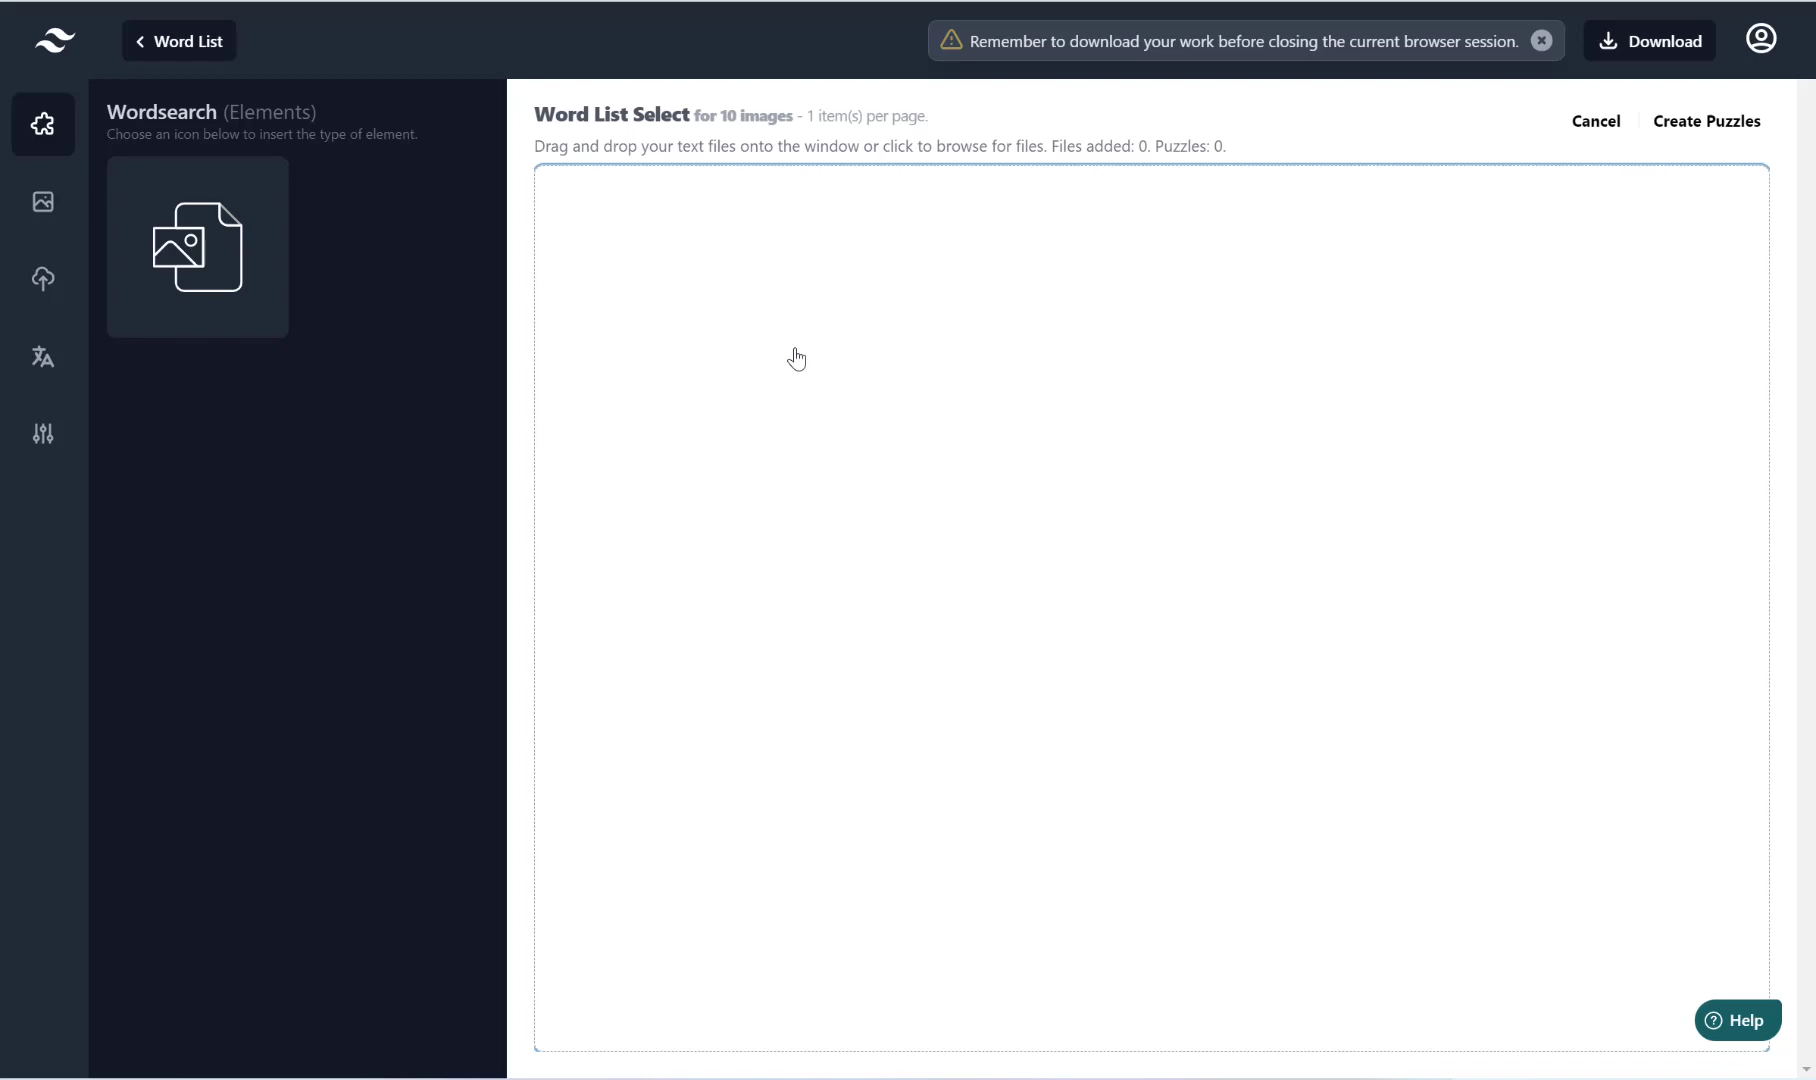 Word List
Remember to download your work before closing the current browser session.
Download
Wordsearch (Elements)
Choose an icon below to insert the type of element.
Word List Select for 10 images - 1 item(s) per page.
Cancel
Create Puzzles
Drag and drop your text files onto the window or click to browse for files. Files added: 0. Puzzles: 0.
Help